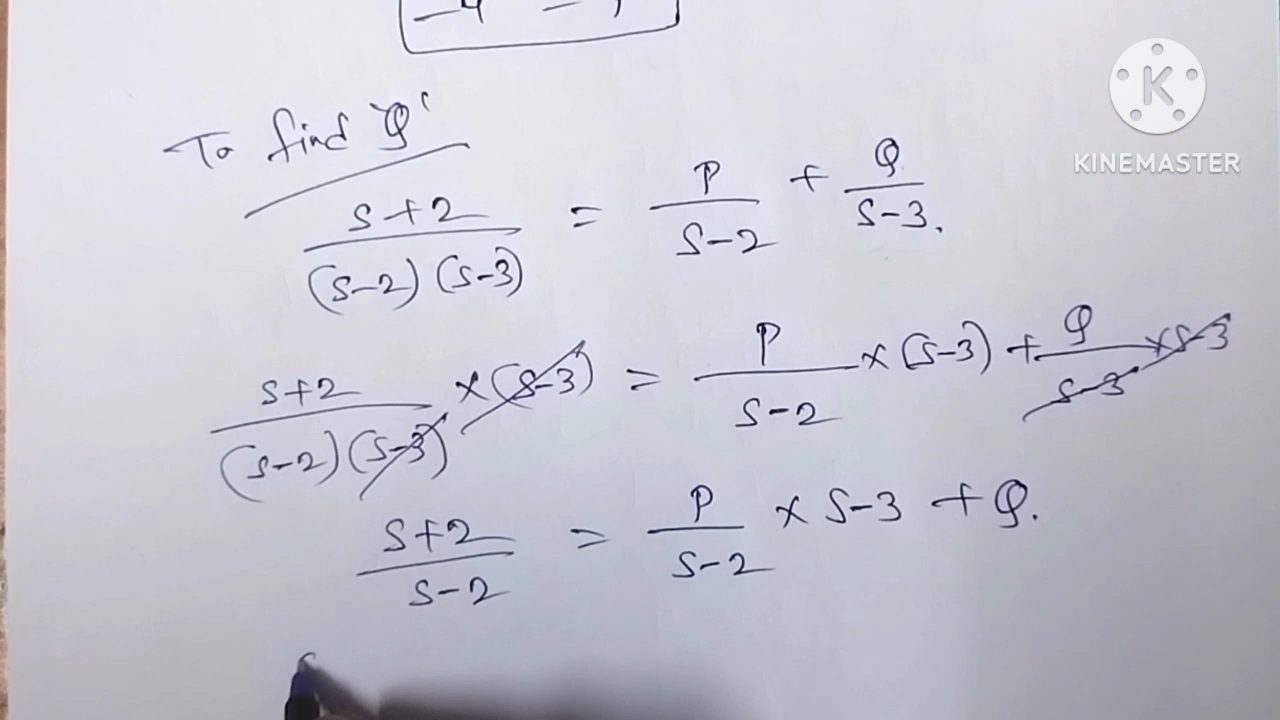 To find 'Q'
s+2 / (s-2)(s-3) = P / s-2 + Q / s-3.
s+2 / (s-2)(s-3) × (s-3) = P / s-2 × (s-3) + Q / s-3 × s-3
s+2 / s-2 = P / s-2 × s-3 + Q.
K
KINEMASTER